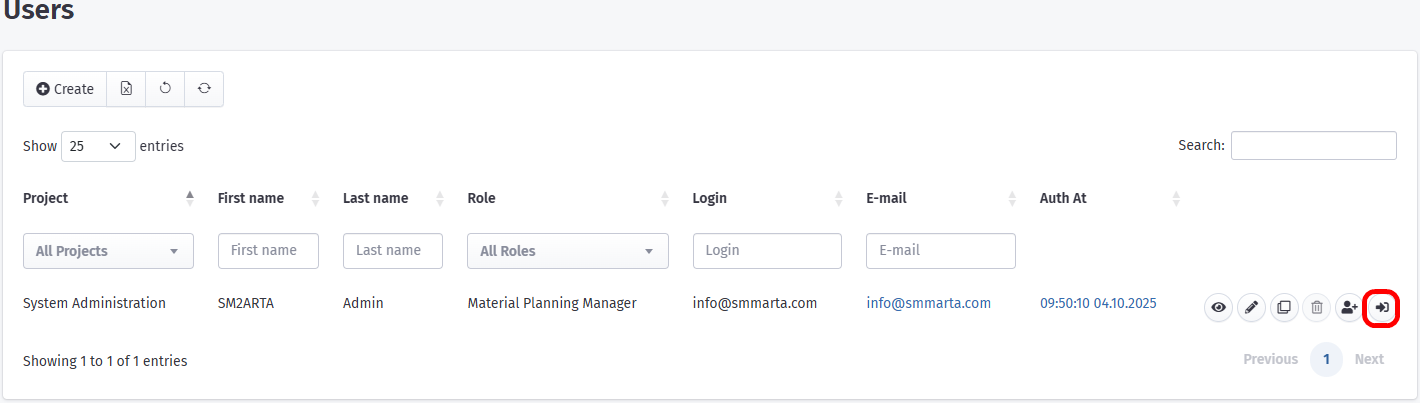 Users
Create
Show 25 entries
Search:
Project First name Last name Role Login E-mail Auth At
All Projects First name Last name All Roles Login E-mail
System Administration SM2ARTA Admin Material Planning Manager info@smmarta.com info@smmarta.com 09:50:10 04.10.2025
Showing 1 to 1 of 1 entries
Previous 1 Next